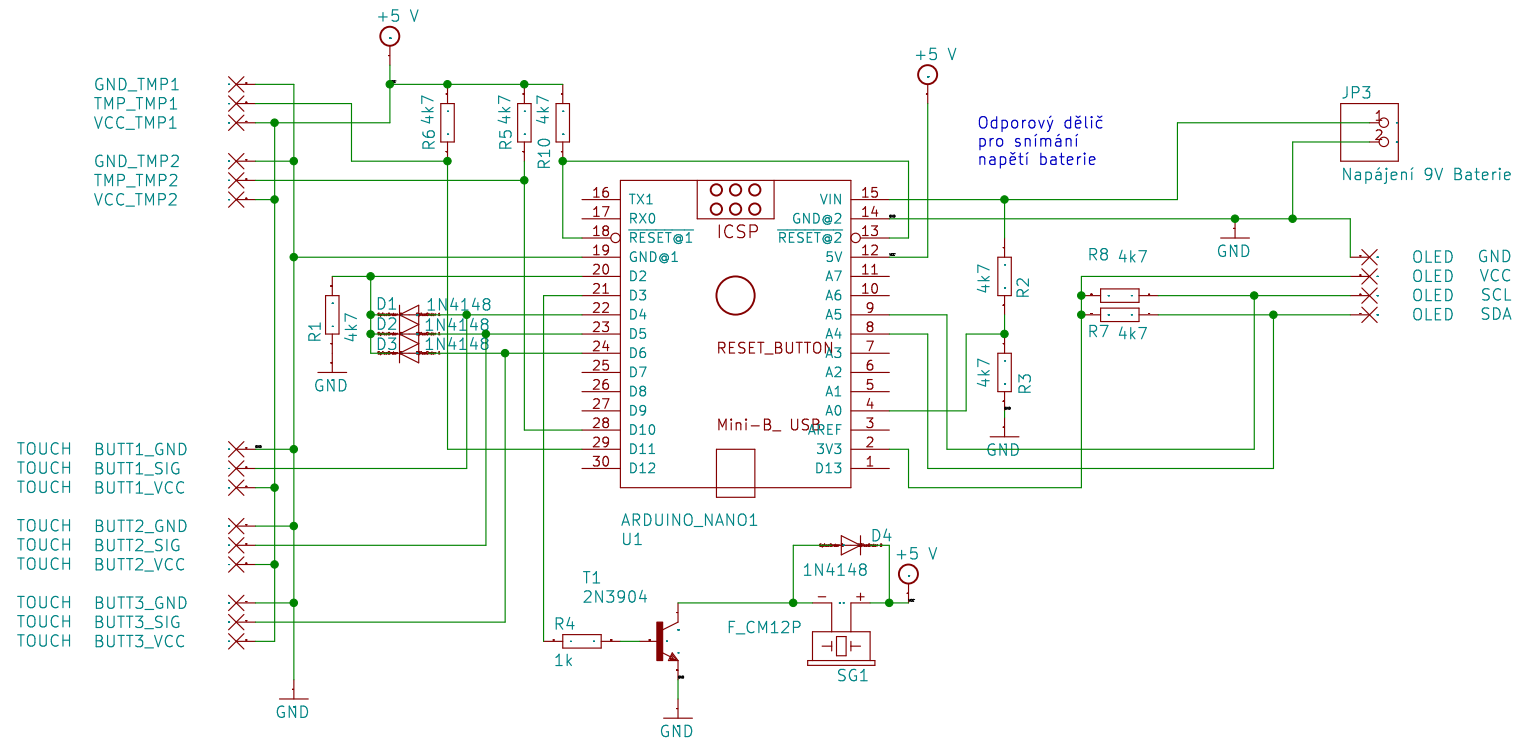 +5 V
GND_TMP1
TMP_TMP1
VCC_TMP1
GND_TMP2
TMP_TMP2
VCC_TMP2
R6 4k7
R5 4k7
R10 4k7
+5 V
Odporový dělič
pro snímání
napětí baterie
JP3
1
2
Napájení 9V Baterie
16 TX1
17 RX0
18 RESET@1
19 GND@1
20 D2
21 D3
22 D4
23 D5
24 D6
25 D7
26 D8
27 D9
28 D10
29 D11
30 D12
ICSP
RESET_BUTTON
Mini-B_ USB
VIN 15
GND@2 14
RESET@2 13
5V 12
A7 11
A6 10
A5 9
A4 8
A3 7
A2 6
A1 5
A0 4
AREF 3
3V3 2
D13 1
ARDUINO_NANO1
U1
R1 4k7
GND
D1 1N4148
D2 1N4148
D3 1N4148
4k7 R2
4k7 R3
GND
GND
R8 4k7
R7 4k7
OLED GND
OLED VCC
OLED SCL
OLED SDA
TOUCH BUTT1_GND
TOUCH BUTT1_SIG
TOUCH BUTT1_VCC
TOUCH BUTT2_GND
TOUCH BUTT2_SIG
TOUCH BUTT2_VCC
TOUCH BUTT3_GND
TOUCH BUTT3_SIG
TOUCH BUTT3_VCC
GND
T1
2N3904
R4
1k
GND
D4
1N4148
+5 V
F_CM12P
- +
SG1